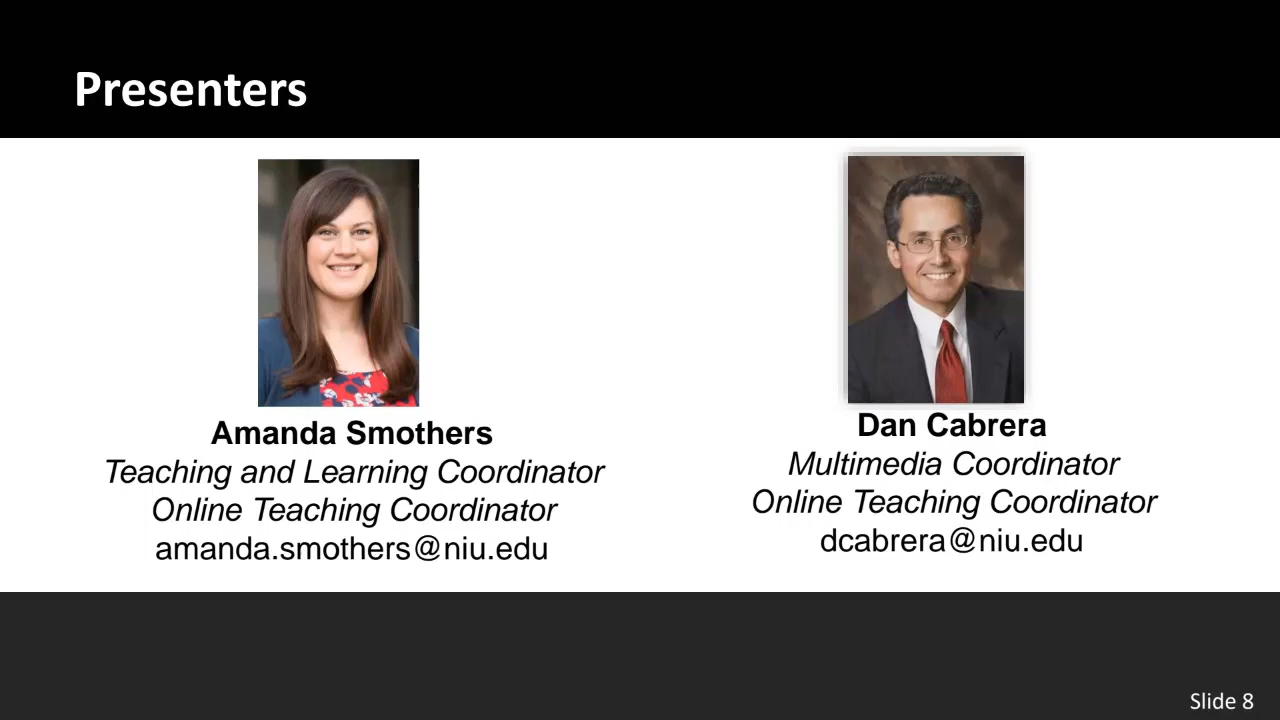 Presenters
Amanda Smothers
Teaching and Learning Coordinator
Online Teaching Coordinator
amanda.smothers@niu.edu
Dan Cabrera
Multimedia Coordinator
Online Teaching Coordinator
dcabrera@niu.edu
Slide 8